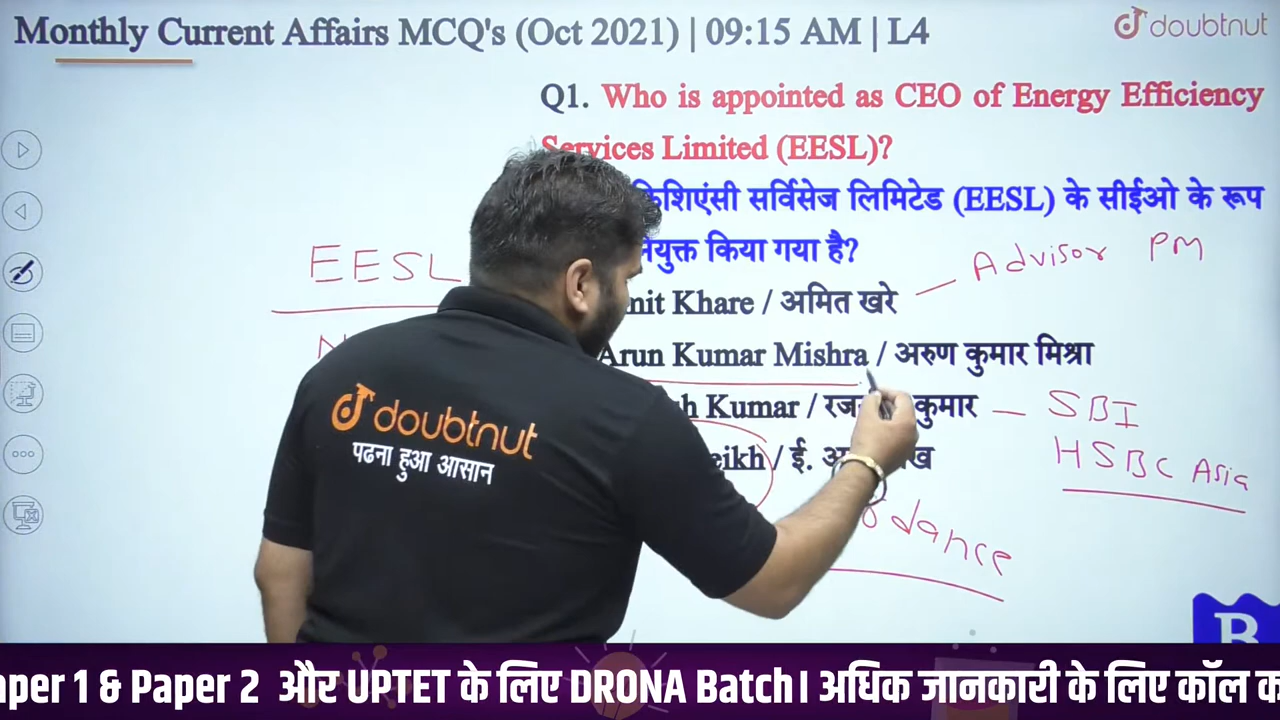 Monthly Current Affairs MCQ's (Oct 2021) | 09:15 AM | L4
doubtnut
Q1. Who is appointed as CEO of Energy Efficiency
Services Limited (EESL)?
सर्विसेज लिमिटेड (EESL) के सीईओ के रूप
किया गया है?
EESL
Advisor PM
Khare / अमित खरे
Arun Kumar Mishra / अरुण कुमार मिश्रा
Kumar / कुमार
SBI
HSBC Asia
ई.
doubtnut
पढना हुआ आसान
B
Paper 1 & Paper 2 और UPTET के लिए DRONA Batch। अधिक जानकारी के लिए कॉल